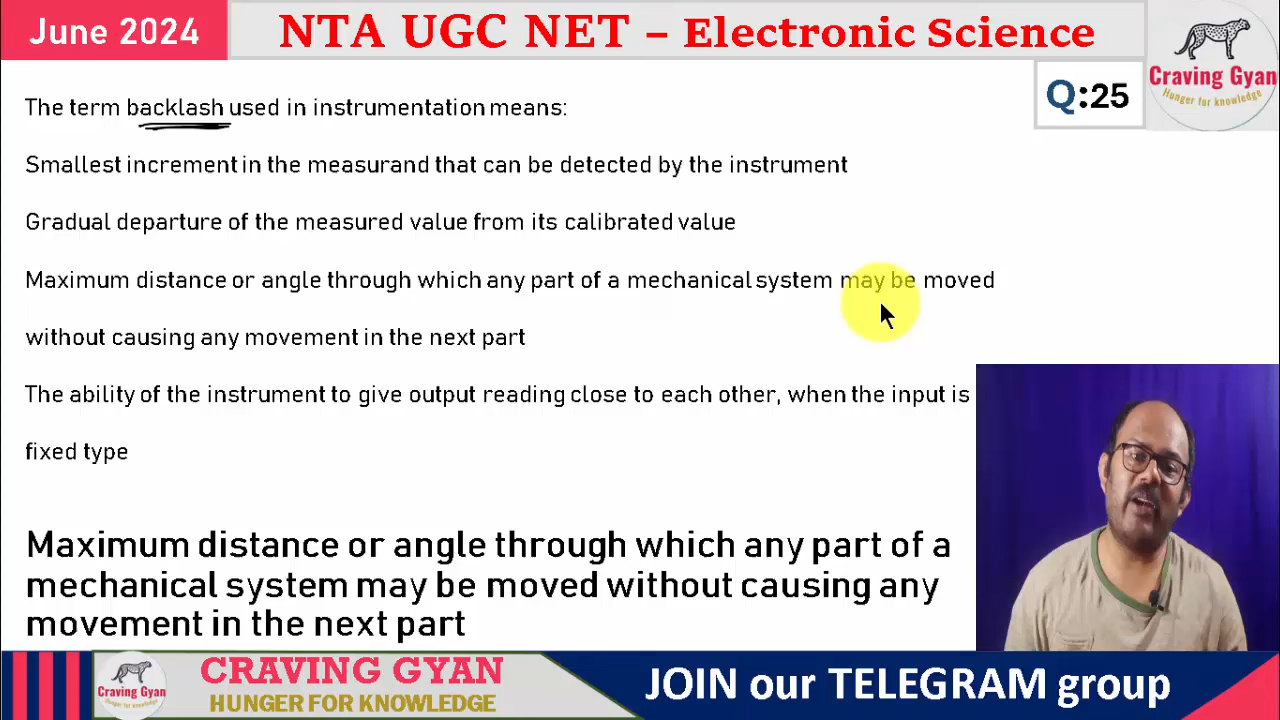 June 2024
NTA UGC NET – Electronic Science
Craving Gyan
Hunger for knowledge
Q:25
The term backlash used in instrumentation means:
Smallest increment in the measurand that can be detected by the instrument
Gradual departure of the measured value from its calibrated value
Maximum distance or angle through which any part of a mechanical system may be moved
without causing any movement in the next part
The ability of the instrument to give output reading close to each other, when the input is
fixed type
Maximum distance or angle through which any part of a
mechanical system may be moved without causing any
movement in the next part
Craving Gyan
CRAVING GYAN
HUNGER FOR KNOWLEDGE
JOIN our TELEGRAM group